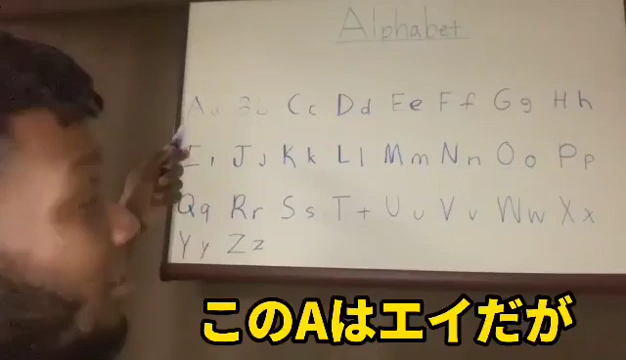 Alphabet
Aa Bb Cc Dd Ee Ff Gg Hh
Ii Jj Kk Ll Mm Nn Oo Pp
Qq Rr Ss Tt Uu Vv Ww Xx
Yy Zz
このAはエイだが